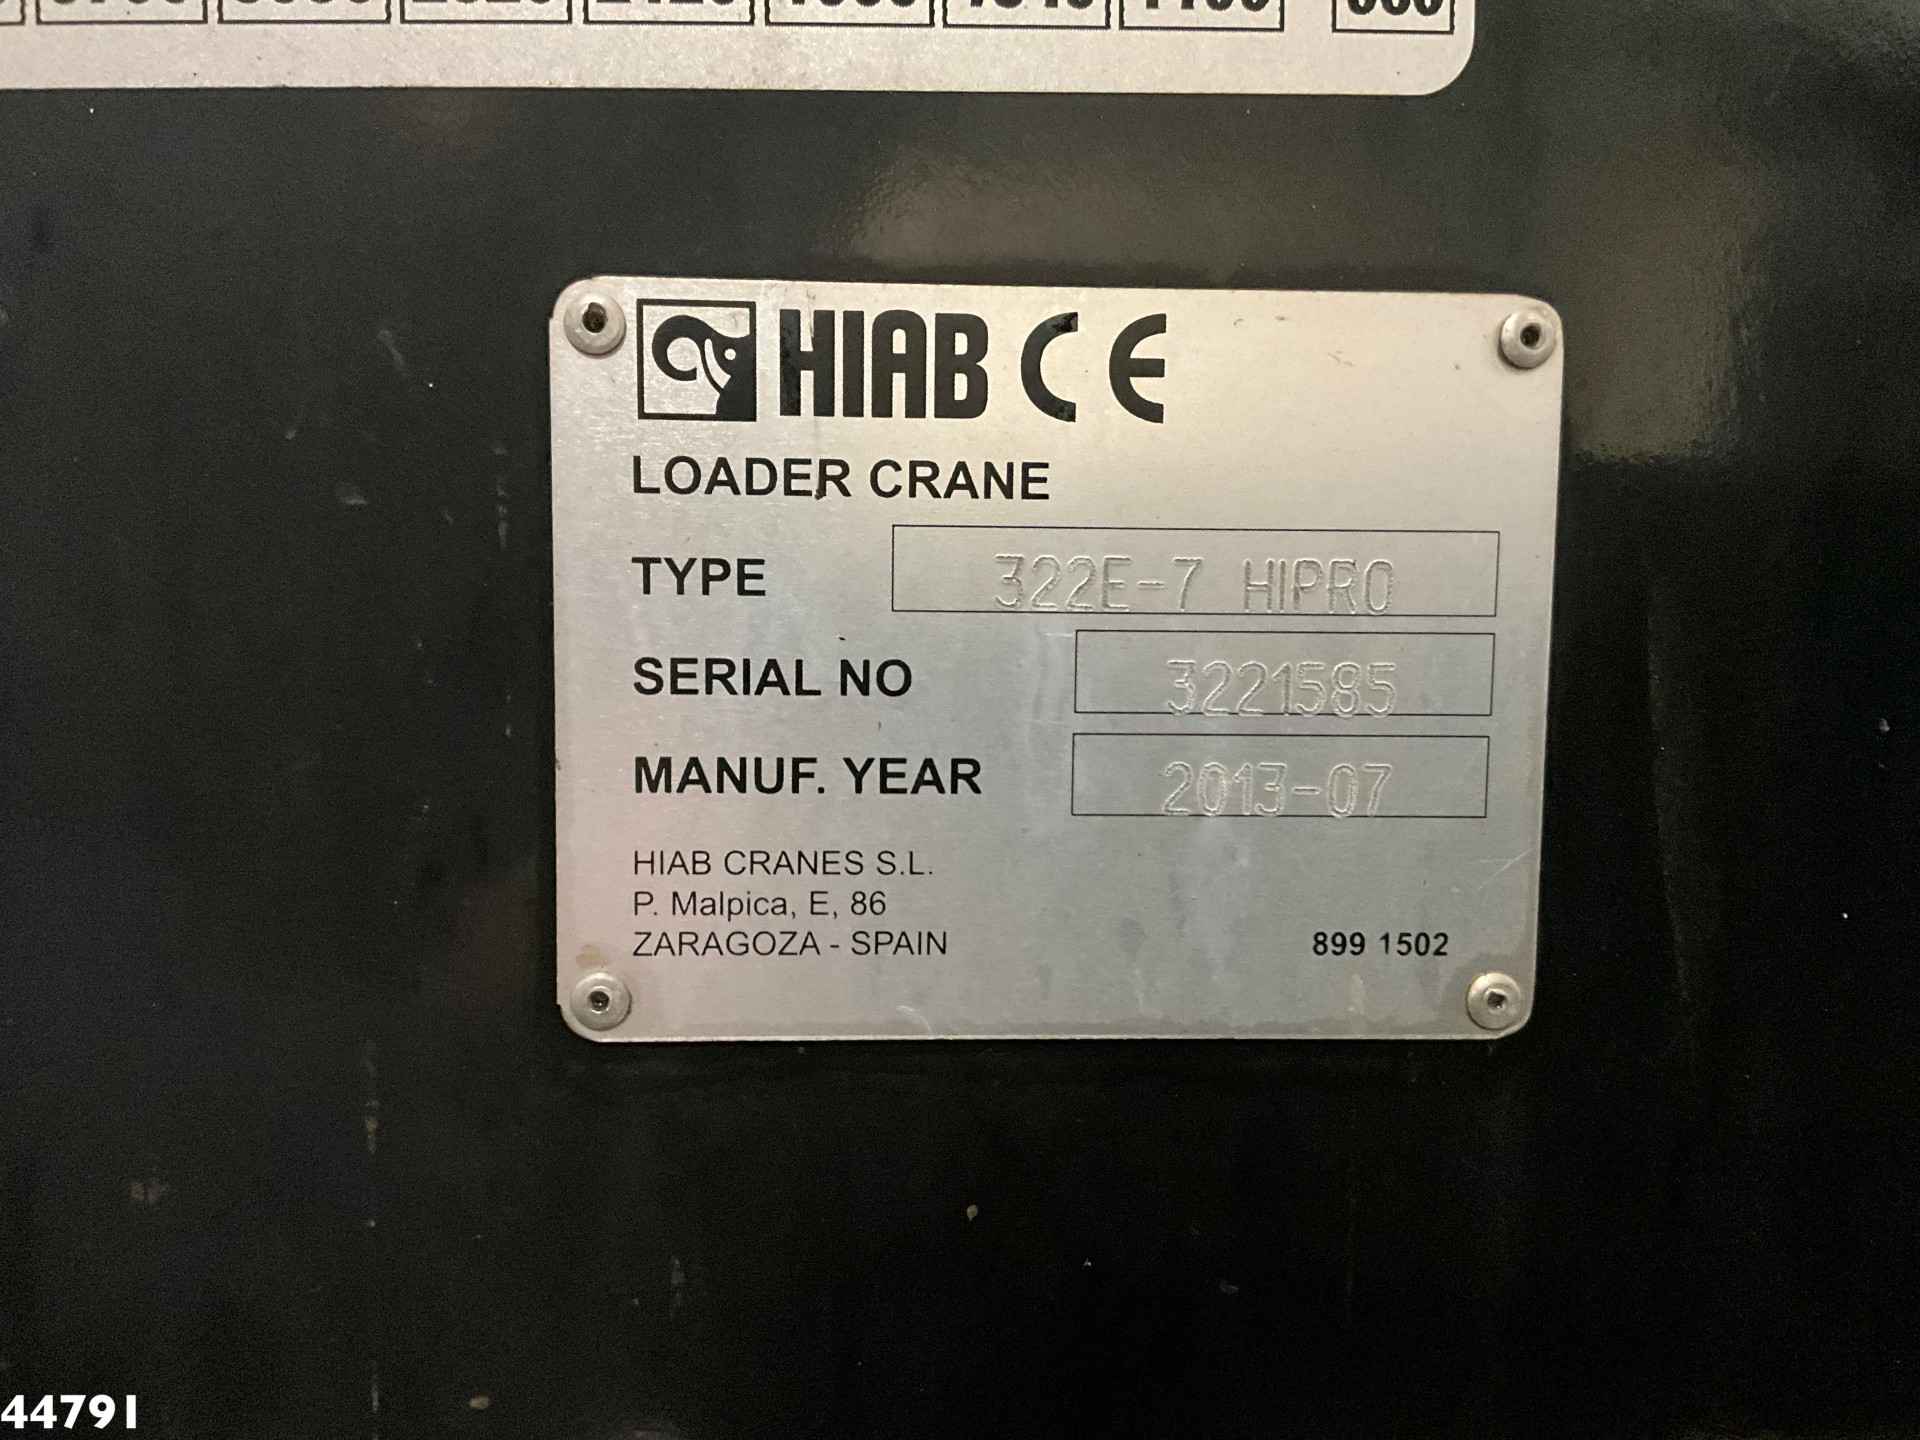 HIAB CE
LOADER CRANE
TYPE 322E-7 HIPRO
SERIAL NO 3221585
MANUF. YEAR 2013-07
HIAB CRANES S.L.
P. Malpica, E, 86
ZARAGOZA - SPAIN 899 1502
44791